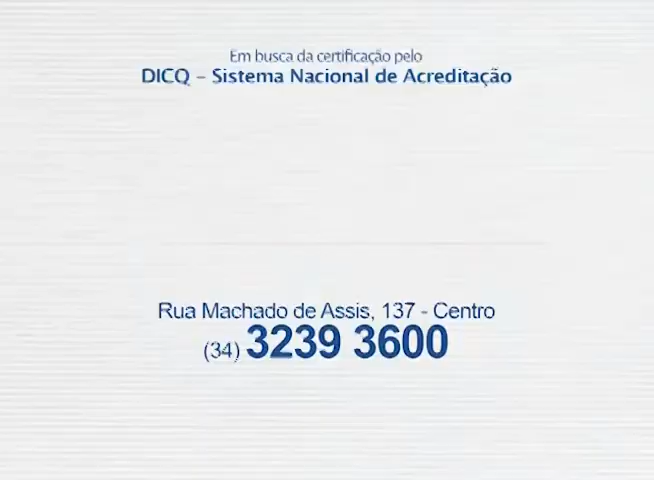 Em busca da certificação pelo
DICQ – Sistema Nacional de Acreditação
Rua Machado de Assis, 137 - Centro
(34) 3239 3600